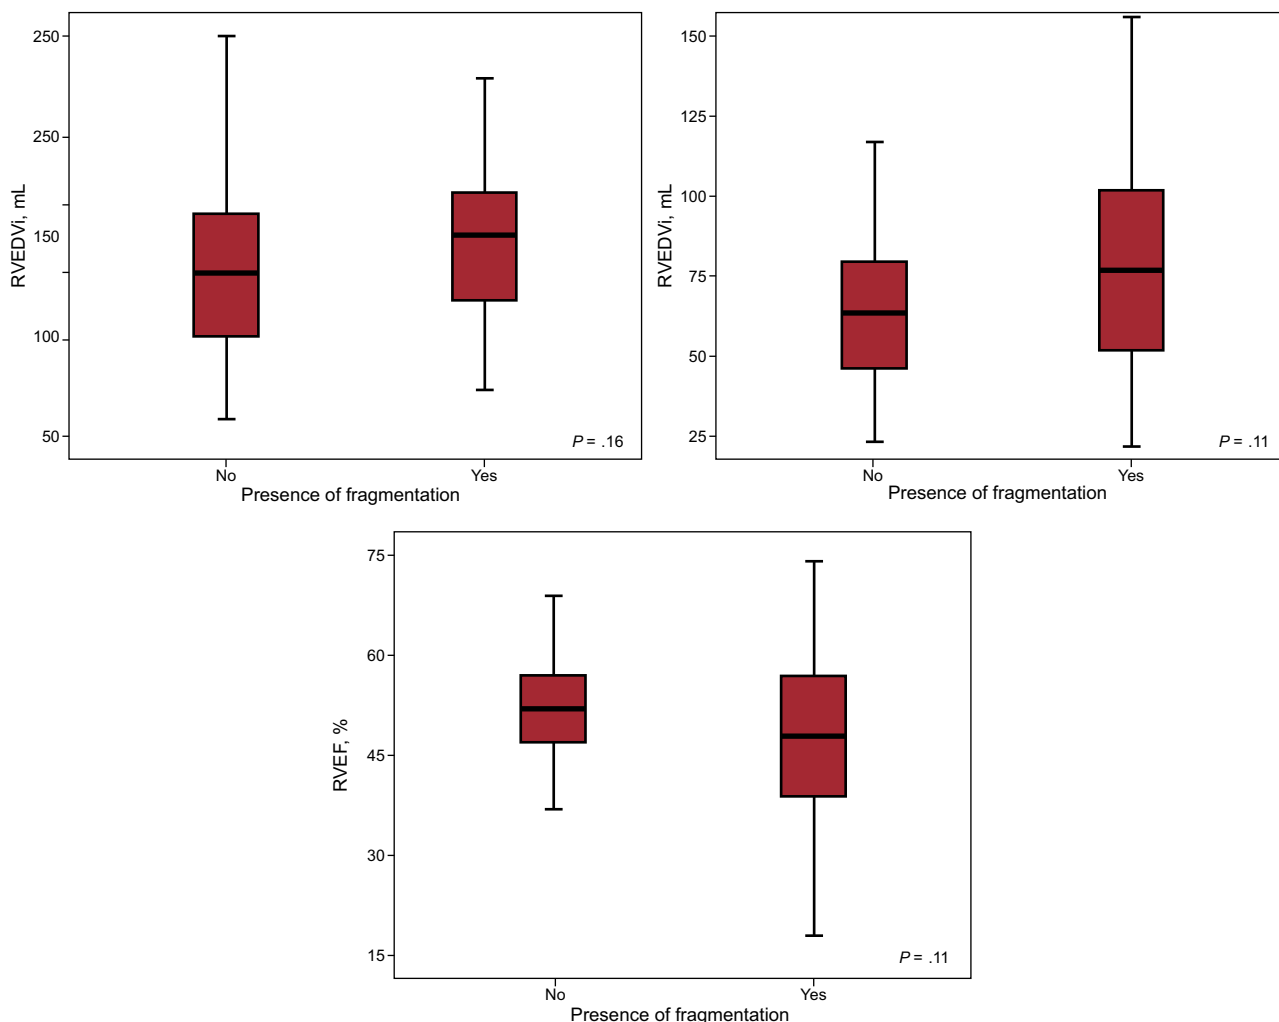 RVEDVi, mL
250
250
150
100
50
P = .16
No
Yes
Presence of fragmentation
RVEDVi, mL
150
125
100
75
50
25
P = .11
No
Yes
Presence of fragmentation
RVEF, %
75
60
45
30
15
P = .11
No
Yes
Presence of fragmentation